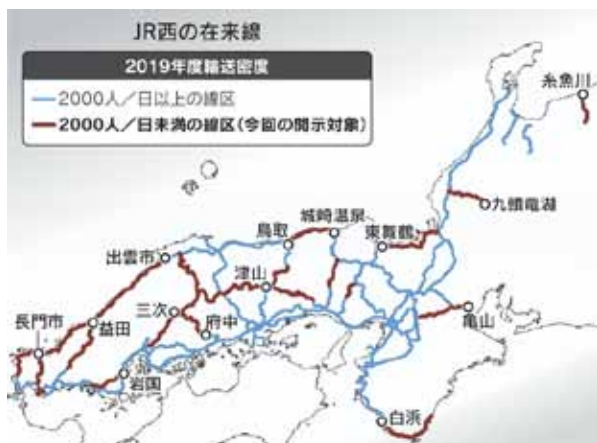 JR西の在来線
2019年度輸送密度
2000人／日以上の線区
2000人／日未満の線区(今回の開示対象)
糸魚川
九頭竜湖
城崎温泉
東舞鶴
鳥取
出雲市
津山
三次
府中
亀山
長門市
益田
岩国
白浜